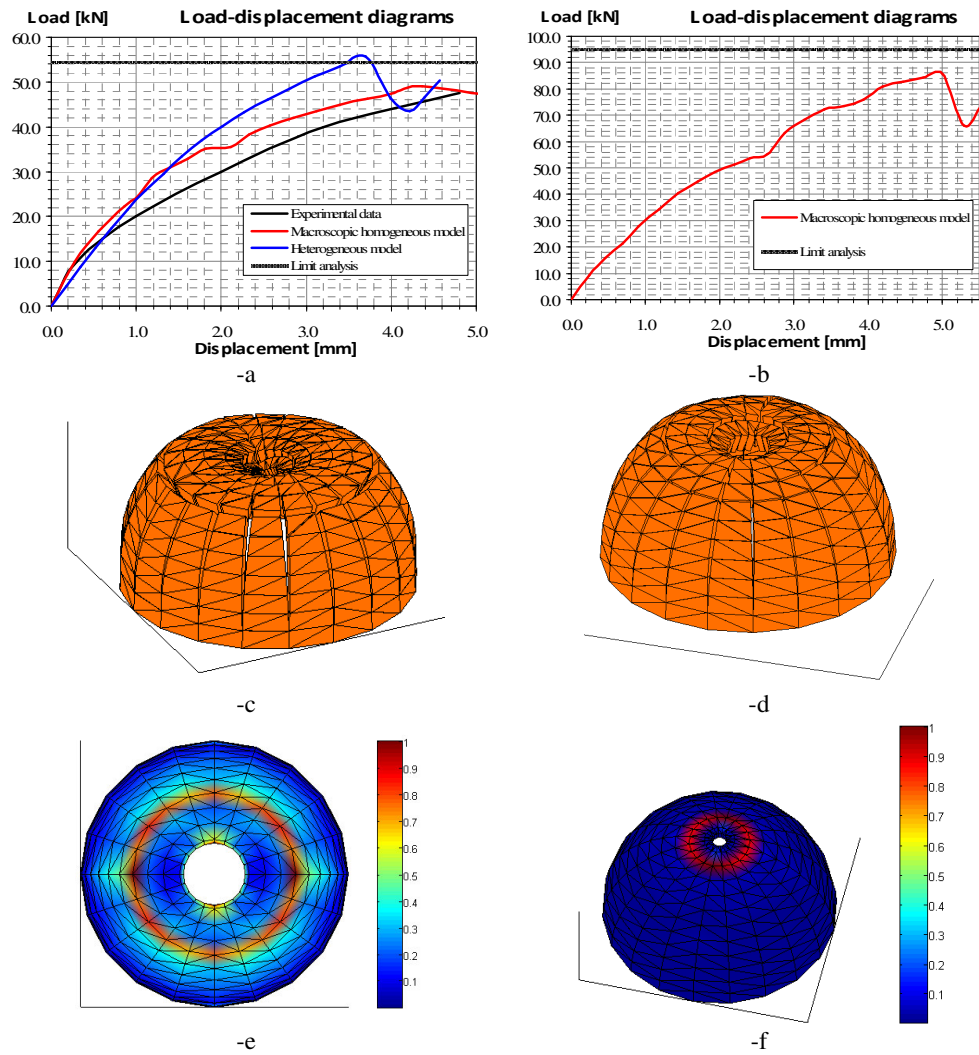 Load [kN] Load-displacement diagrams
60.0
50.0
40.0
30.0
20.0
10.0
0.0
0.0 1.0 2.0 3.0 4.0 5.0
Displacement [mm]
Experimental data
Macroscopic homogeneous model
Heterogeneous model
Limit analysis
-a
Load [kN] Load-displacement diagrams
100.0
90.0
80.0
70.0
60.0
50.0
40.0
30.0
20.0
10.0
0.0
0.0 1.0 2.0 3.0 4.0 5.0
Displacement [mm]
Macroscopic homogeneous model
Limit analysis
-b
-c
-d
1
0.9
0.8
0.7
0.6
0.5
0.4
0.3
0.2
0.1
-e
1
0.9
0.8
0.7
0.6
0.5
0.4
0.3
0.2
0.1
-f